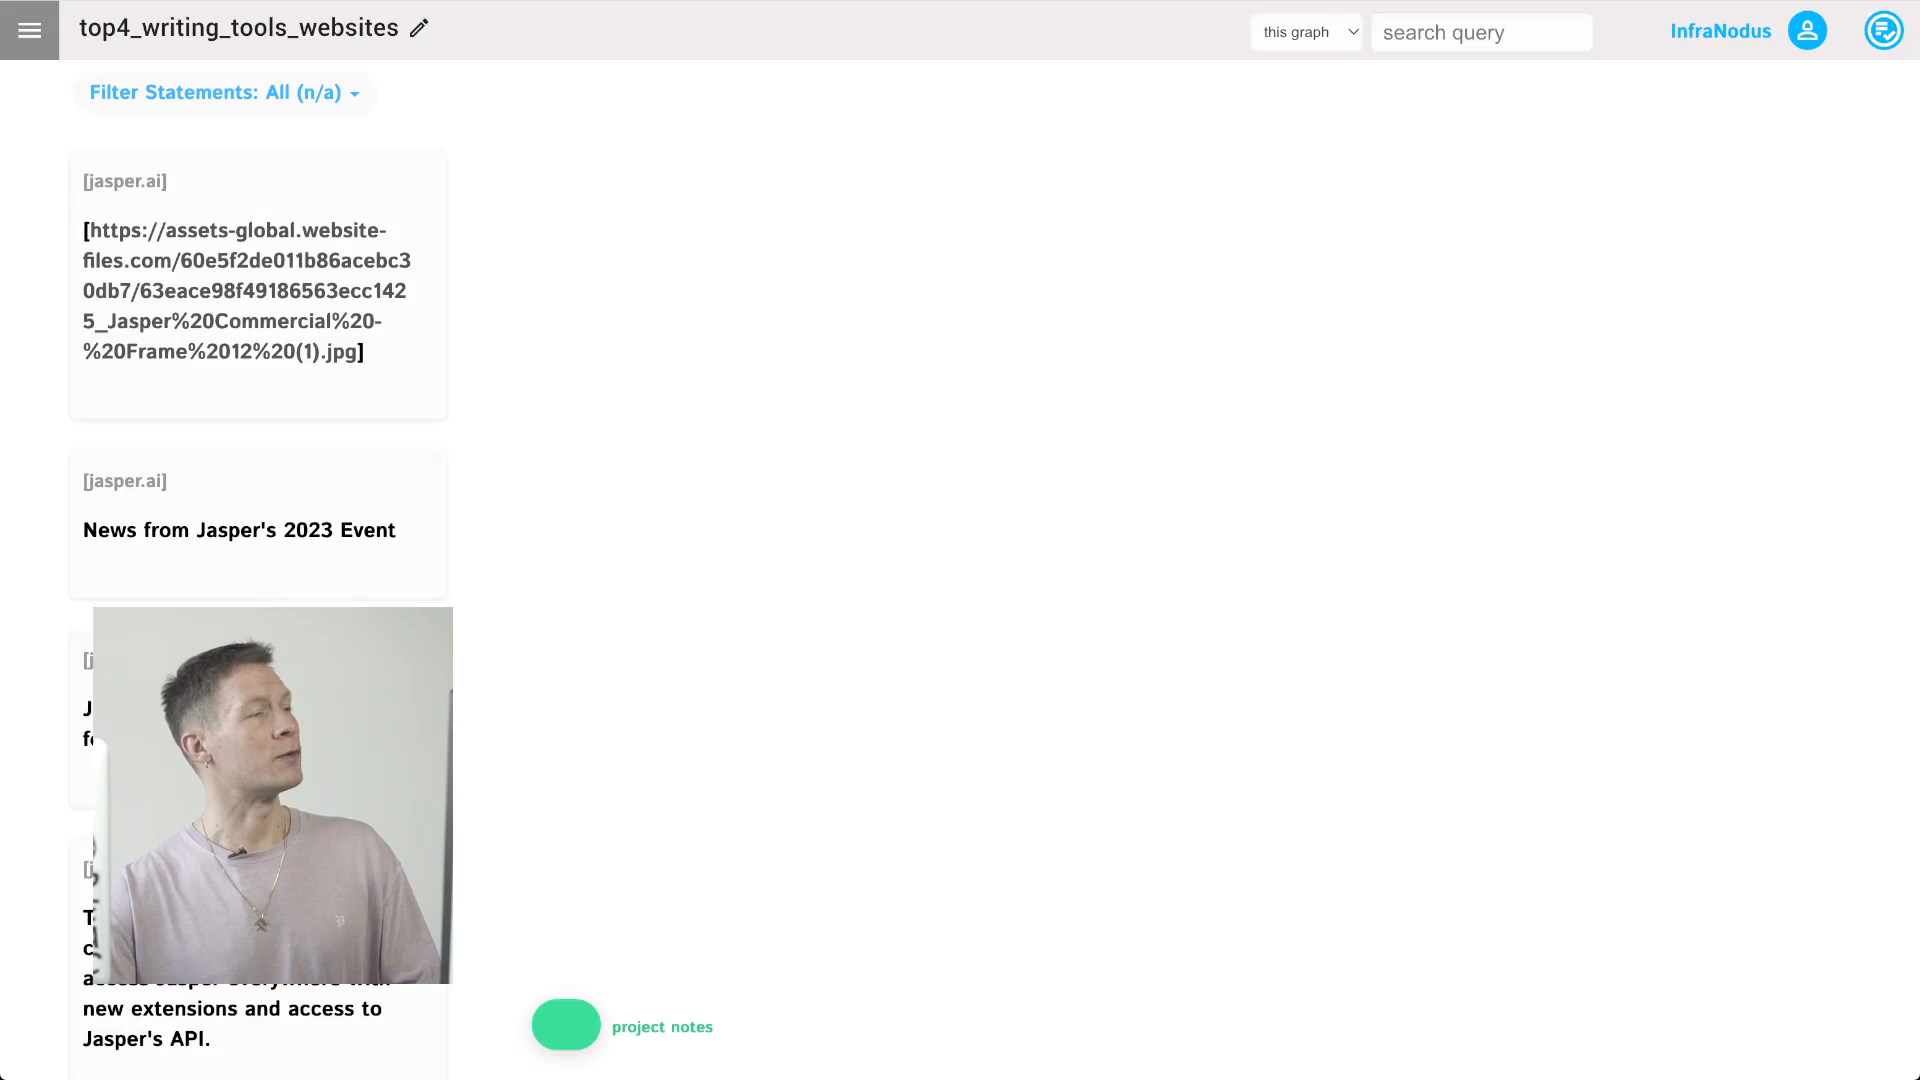 top4_writing_tools_websites
this graph
search query
InfraNodus
Filter Statements: All (n/a)
[jasper.ai]
[https://assets-global.website-
files.com/60e5f2de011b86acebc3
0db7/63eace98f49186563ecc142
5_Jasper%20Commercial%20-
%20Frame%2012%20(1).jpg]
[jasper.ai]
News from Jasper's 2023 Event
new extensions and access to
Jasper's API.
project notes